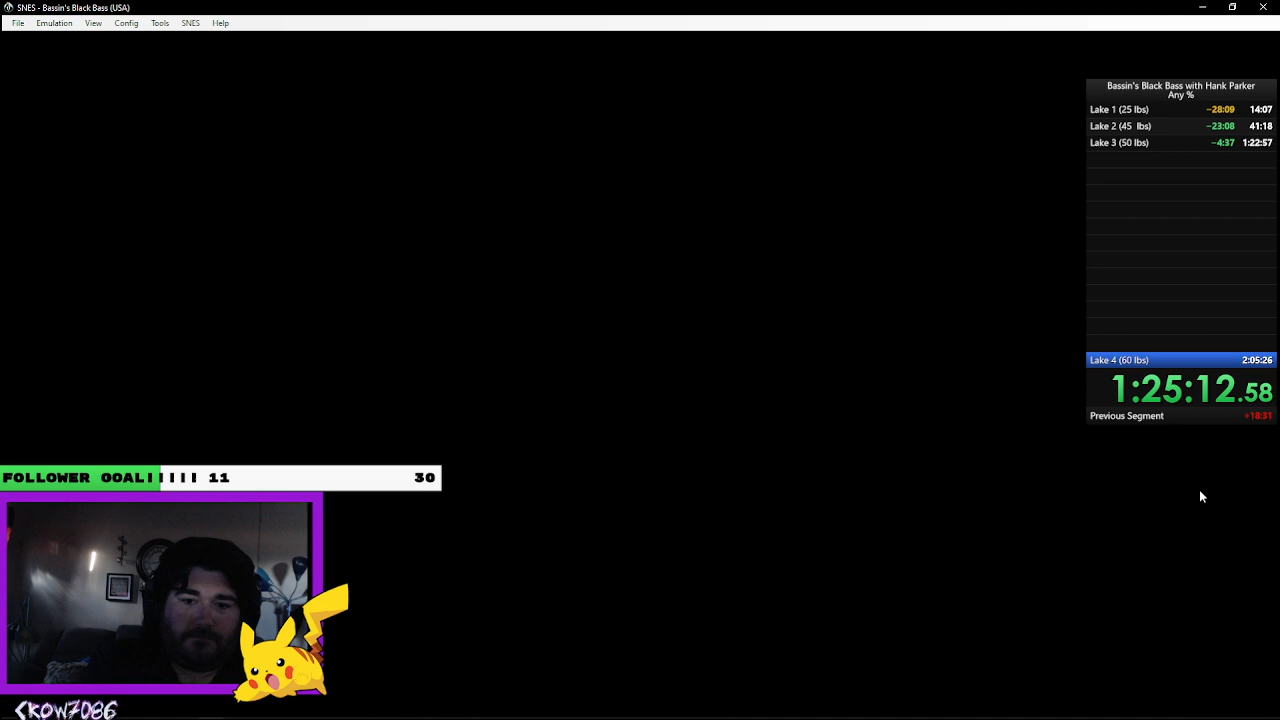 SNES - Bassin's Black Bass (USA)
File Emulation View Config Tools SNES Help
Bassin's Black Bass with Hank Parker
Any %
Lake 1 (25 lbs) −28:09 14:07
Lake 2 (45 lbs) −23:08 41:18
Lake 3 (50 lbs) −4:37 1:22:57
Lake 4 (60 lbs) 2:05:26
1:25:12.58
Previous Segment +18:31
FOLLOWER GOAL!!!!!! 11 30
CROW7086